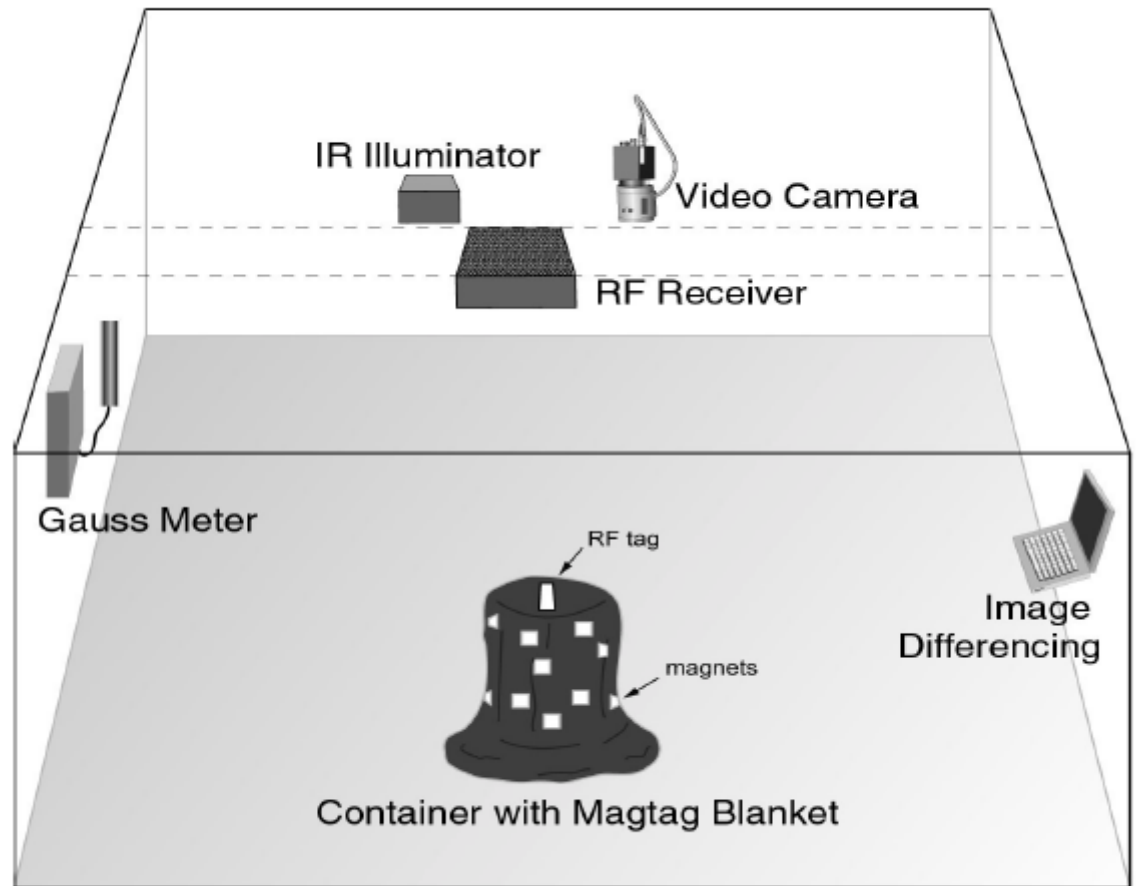 IR Illuminator
Video Camera
RF Receiver
Gauss Meter
RF tag
Image
Differencing
magnets
Container with Magtag Blanket